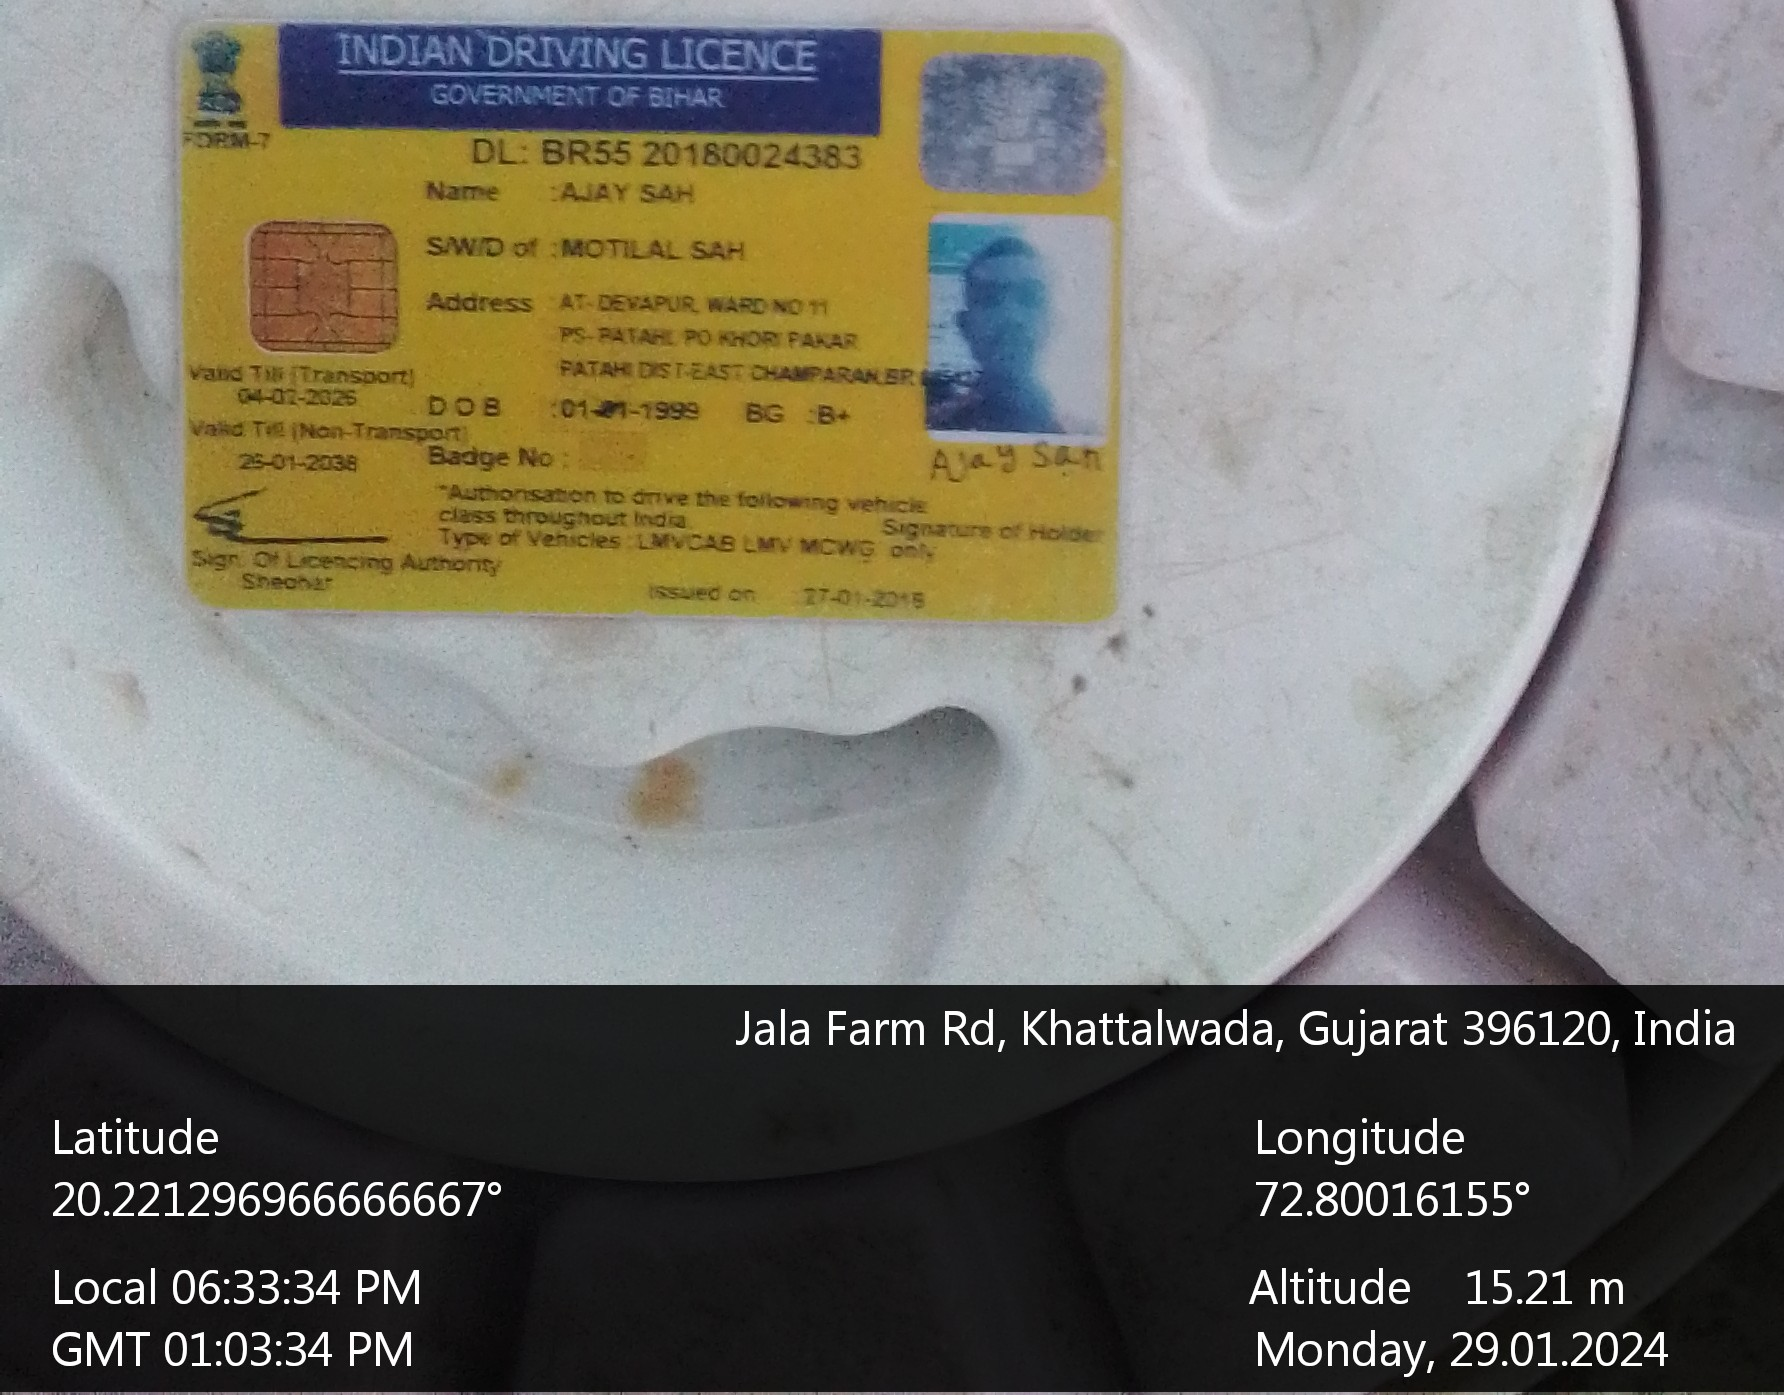 INDIAN DRIVING LICENCE
GOVERNMENT OF BIHAR
FORM-7
DL: BR55 20180024383
Name :AJAY SAH
S/W/D of :MOTILAL SAH
Address AT- DEVAPUR, WARD NO 11
PS- PATAHI, PO KHORI PAKAR
PATAHI DIST-EAST CHAMPARAN,BR
Valid Till (Transport)
04-02-2026
D O B :01- -1999 BG :B+
Valid Till (Non-Transport)
26-01-2038
Badge No :
Ajay Sah
"Authorisation to drive the following vehicle
class throughout India
Signature of Holder
Type of Vehicles :LMVCAB LMV MCWG only
Sign. Of Licencing Authority
Sheohar
Issued on :27-01-2018
Jala Farm Rd, Khattalwada, Gujarat 396120, India
Latitude
20.221296966666667°
Longitude
72.80016155°
Local 06:33:34 PM
GMT 01:03:34 PM
Altitude 15.21 m
Monday, 29.01.2024